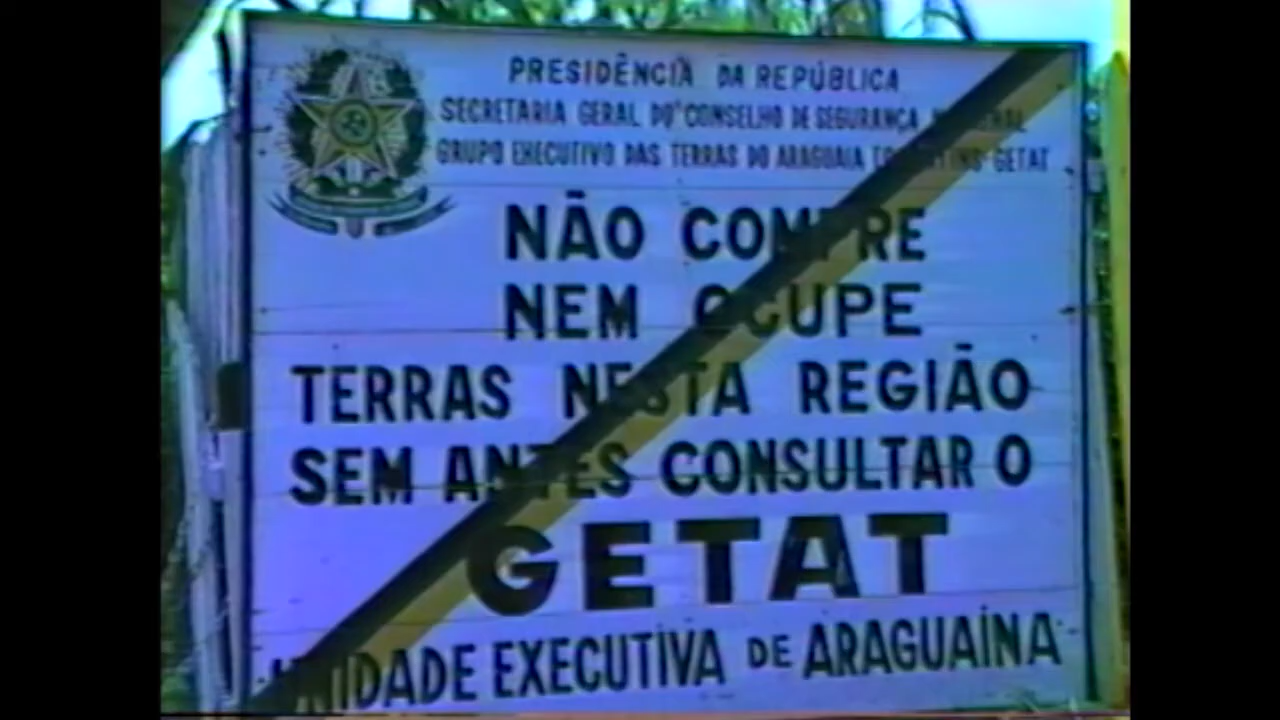 PRESIDÊNCIA DA REPÚBLICA
SECRETARIA GERAL DO CONSELHO DE SEGURANÇA
GRUPO EXECUTIVO DAS TERRAS DO ARAGUAIA TOCANTINS-GETAT
NÃO COMPRE
NEM OCUPE
TERRAS NESTA REGIÃO
SEM ANTES CONSULTAR O
GETAT
UNIDADE EXECUTIVA DE ARAGUAÍNA